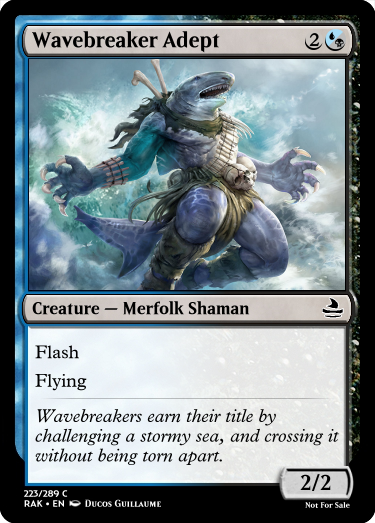 Wavebreaker Adept 2
Creature — Merfolk Shaman
Flash
Flying
Wavebreakers earn their title by
challenging a stormy sea, and crossing it
without being torn apart.
2/2
223/289 C
RAK • EN Ducos Guillaume
Not For Sale